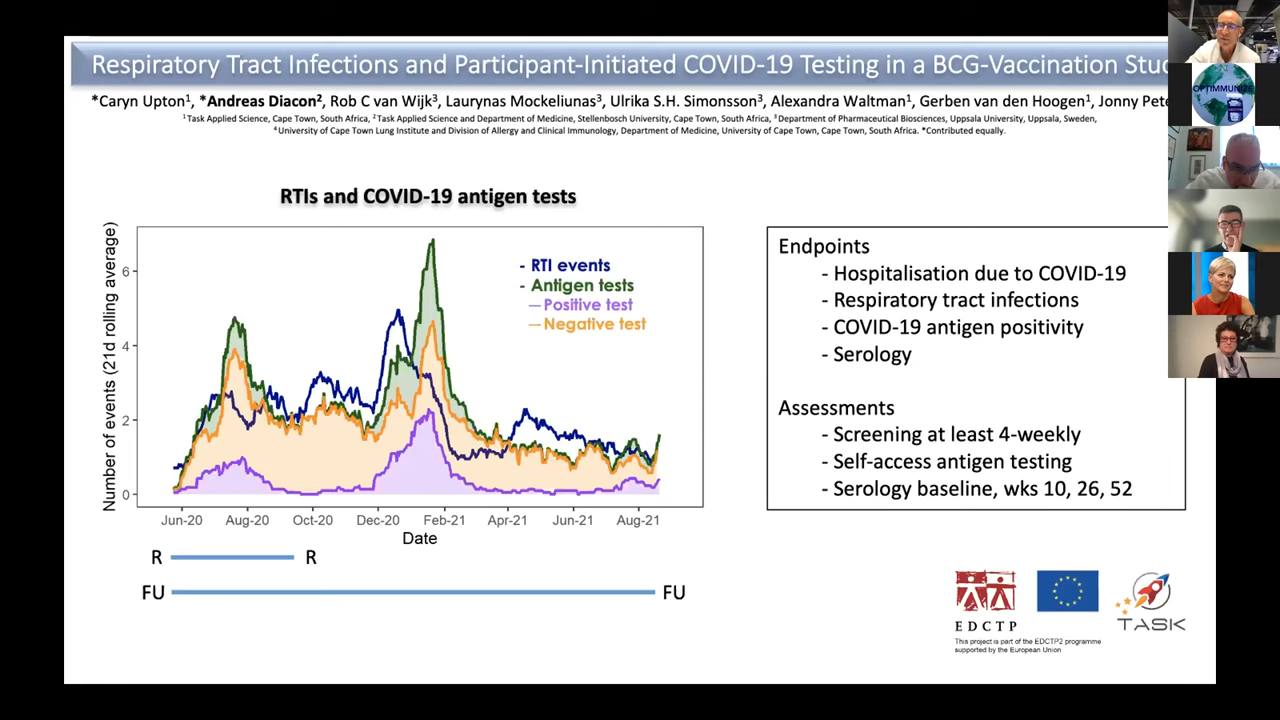 Respiratory Tract Infections and Participant-Initiated COVID-19 Testing in a BCG-Vaccination
*Caryn Upton¹, *Andreas Diacon², Rob C van Wijk³, Laurynas Mockeliunas³, Ulrika S.H. Simonsson³, Alexandra Waltman¹, Gerben van den Hoogen¹, Jonny
¹Task Applied Science, Cape Town, South Africa, ²Task Applied Science and Department of Medicine, Stellenbosch University, Cape Town, South Africa, ³Department of Pharmaceutical Biosciences, Uppsala University, Uppsala, Sweden,
⁴University of Cape Town Lung Institute and Division of Allergy and Clinical Immunology, Department of Medicine, University of Cape Town, Cape Town, South Africa. *Contributed equally.
RTIs and COVID-19 antigen tests
Number of events (21d rolling average)
6
4
2
0
- RTI events
- Antigen tests
— Positive test
— Negative test
Jun-20 Aug-20 Oct-20 Dec-20 Feb-21 Apr-21 Jun-21 Aug-21
Date
R R
FU FU
Endpoints
- Hospitalisation due to COVID-19
- Respiratory tract infections
- COVID-19 antigen positivity
- Serology
Assessments
- Screening at least 4-weekly
- Self-access antigen testing
- Serology baseline, wks 10, 26, 52
EDCTP
TASK
This project is part of the EDCTP2 programme
supported by the European Union
OPTIMMUNIZE